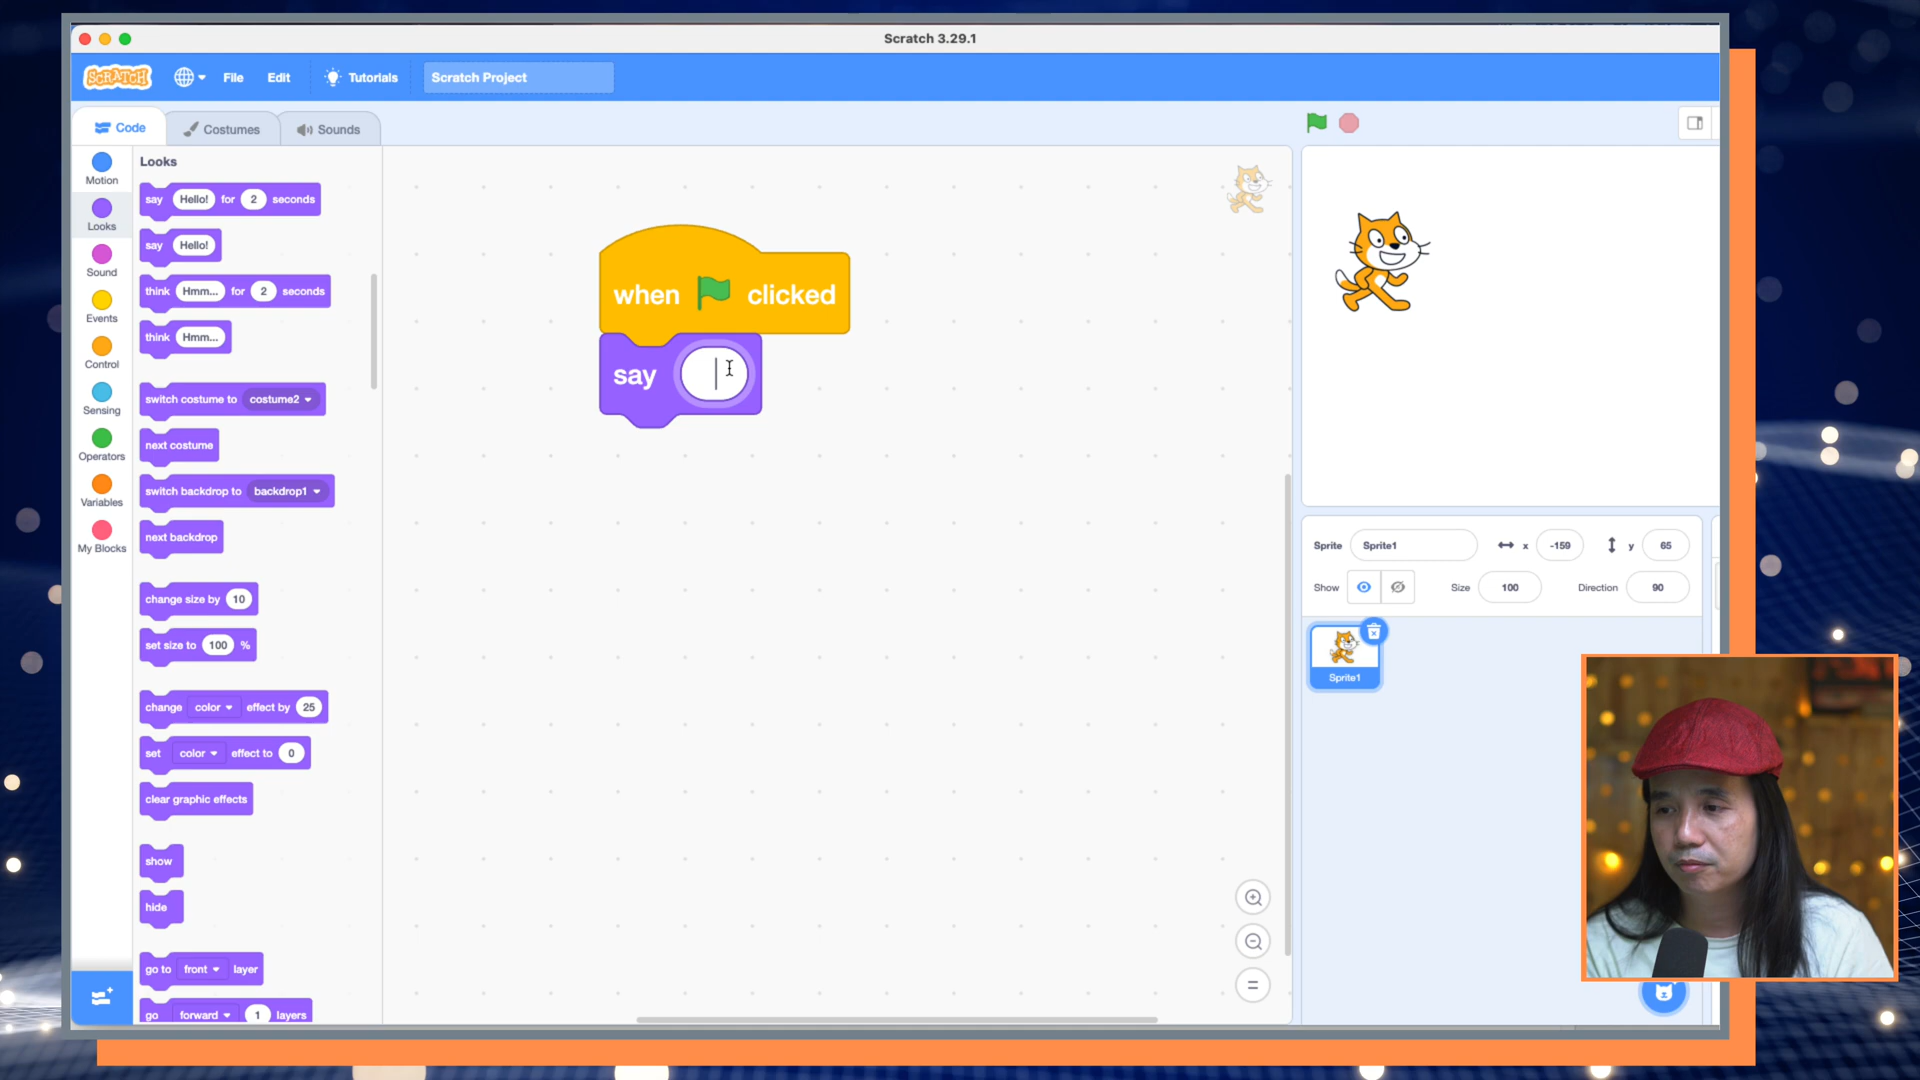 Scratch 3.29.1
SCRATCH File Edit Tutorials Scratch Project
Code Costumes Sounds
Motion
Looks
Sound
Events
Control
Sensing
Operators
Variables
My Blocks
Looks
say Hello! for 2 seconds
say Hello!
think Hmm... for 2 seconds
think Hmm...
switch costume to costume2
next costume
switch backdrop to backdrop1
next backdrop
change size by 10
set size to 100 %
change color effect by 25
set color effect to 0
clear graphic effects
show
hide
go to front layer
go forward 1 layers
when clicked
say
Sprite Sprite1 x -159 y 65
Show Size 100 Direction 90
Sprite1